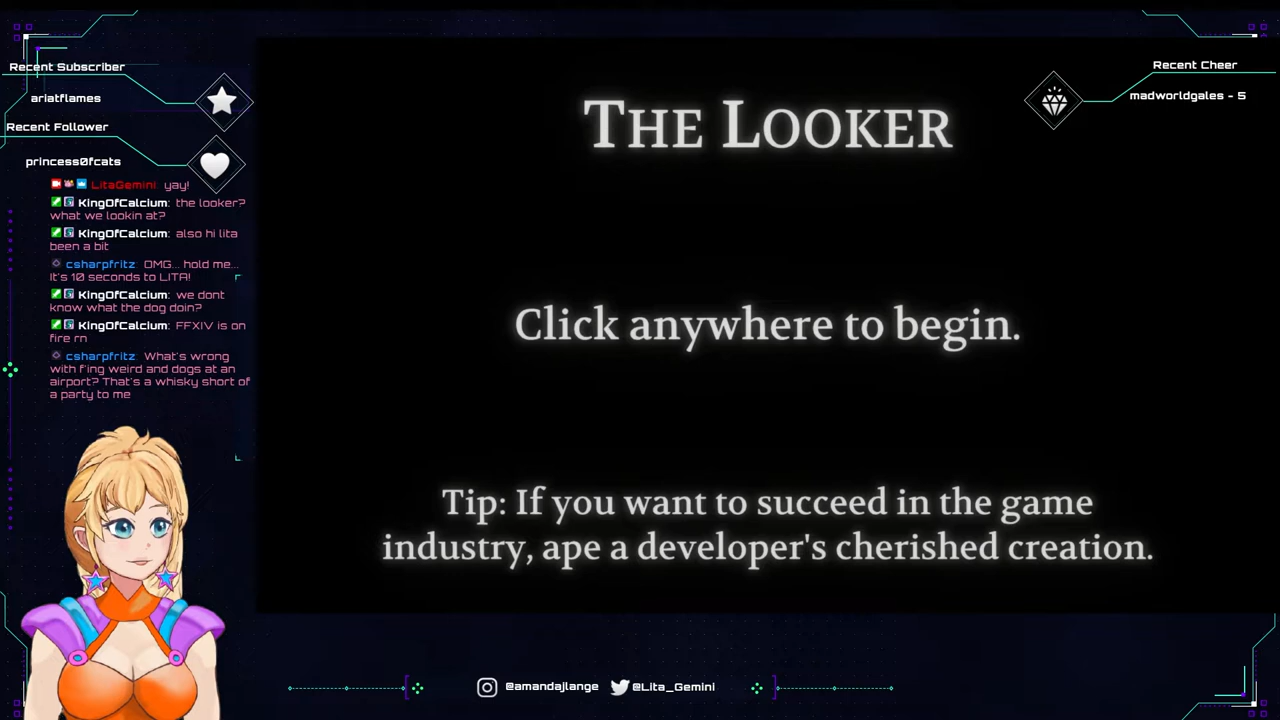 Recent Subscriber
ariatflames
Recent Follower
princess0fcats
LitaGemini: yay!
KingOfCalcium: the looker?
what we lookin at?
KingOfCalcium: also hi lita
been a bit
csharpfritz: OMG... hold me...
It's 10 seconds to LITA!
KingOfCalcium: we dont
know what the dog doin?
KingOfCalcium: FFXIV is on
fire rn
csharpfritz: What's wrong
with f'ing weird and dogs at an
airport? That's a whisky short of
a party to me
THE LOOKER
Click anywhere to begin.
Tip: If you want to succeed in the game
industry, ape a developer's cherished creation.
Recent Cheer
madworldgales - 5
@amandajlange
@Lita_Gemini